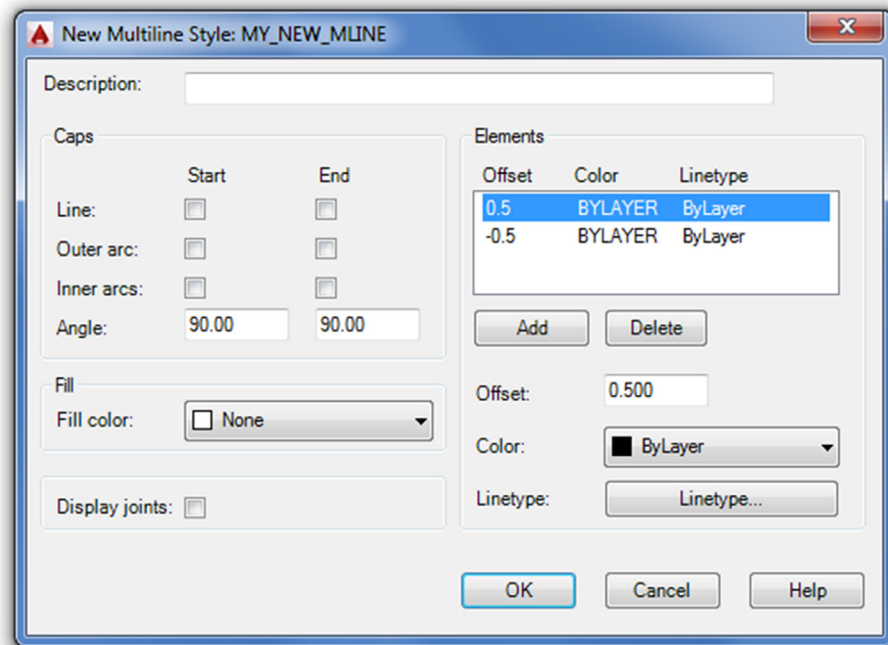 New Multiline Style: MY_NEW_MLINE
Description:
Caps
Start End
Line:
Outer arc:
Inner arcs:
Angle: 90.00 90.00
Fill
Fill color: None
Display joints:
Elements
Offset Color Linetype
0.5 BYLAYER ByLayer
-0.5 BYLAYER ByLayer
Add Delete
Offset: 0.500
Color: ByLayer
Linetype: Linetype...
OK Cancel Help